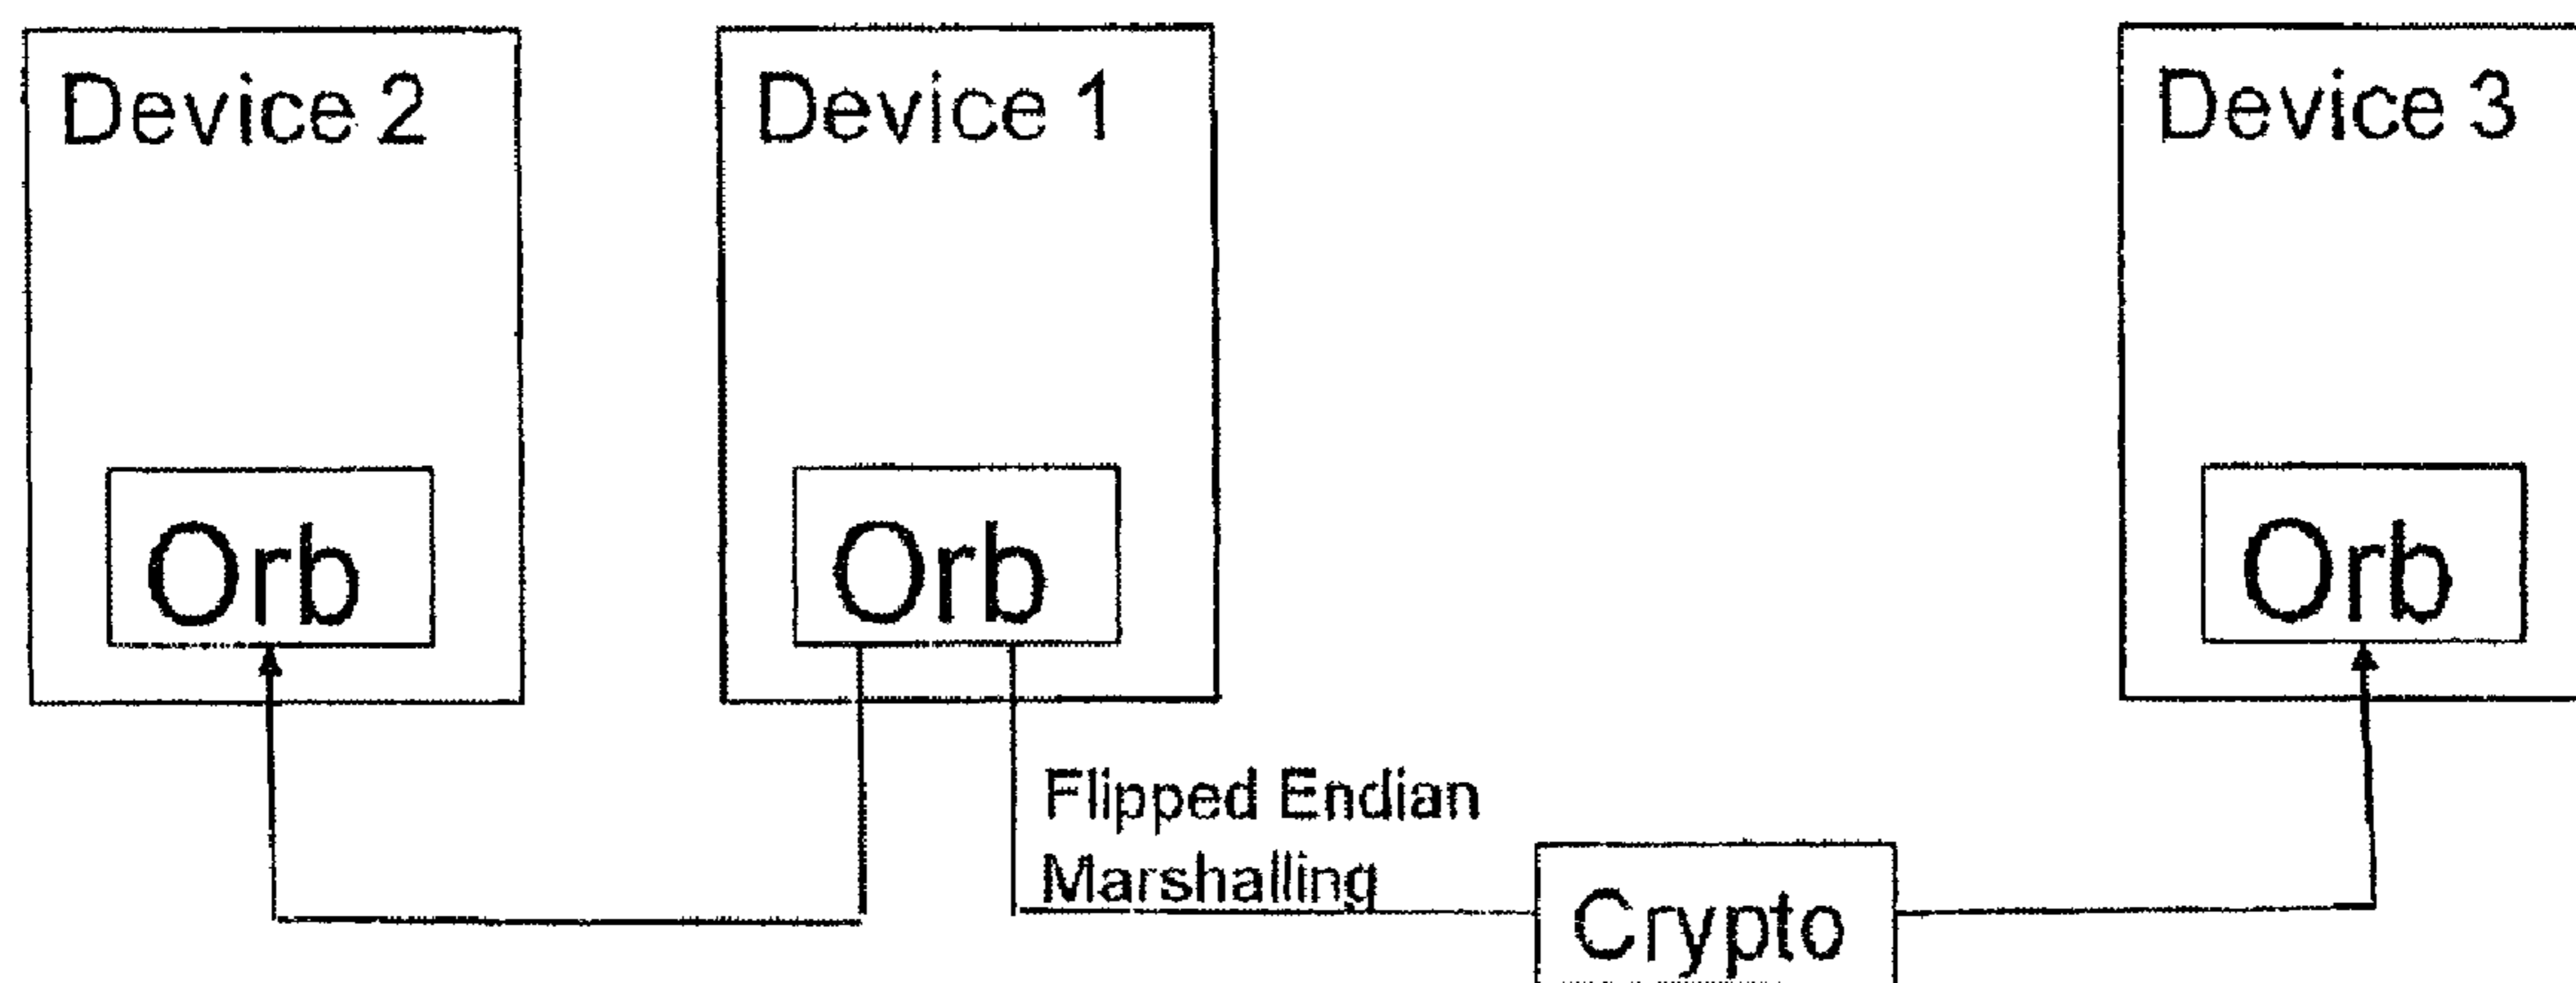 Device 2
Device 1
Device 3
Orb
Orb
Orb
Flipped Endian
Marshalling
Crypto